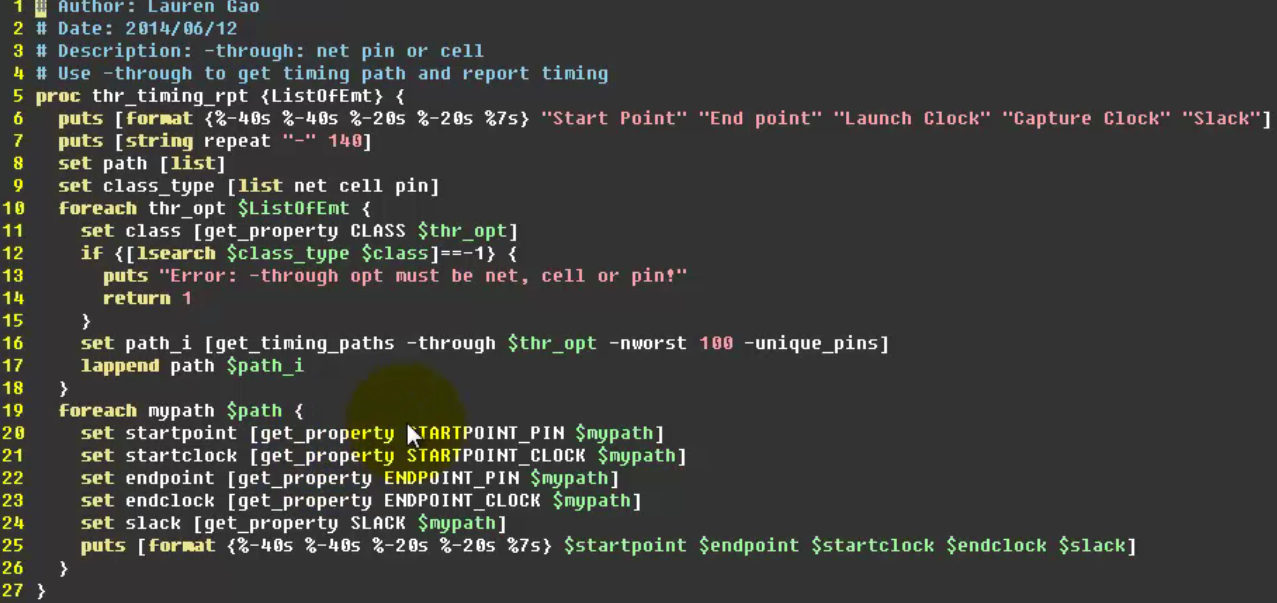 1 # Author: Lauren Gao
2 # Date: 2014/06/12
3 # Description: -through: net pin or cell
4 # Use -through to get timing path and report timing
5 proc thr_timing_rpt {ListOfEmt} {
6   puts [format {%-40s %-40s %-20s %-20s %7s} "Start Point" "End point" "Launch Clock" "Capture Clock" "Slack"]
7   puts [string repeat "-" 140]
8   set path [list]
9   set class_type [list net cell pin]
10   foreach thr_opt $ListOfEmt {
11     set class [get_property CLASS $thr_opt]
12     if {[lsearch $class_type $class]==-1} {
13       puts "Error: -through opt must be net, cell or pin!"
14       return 1
15     }
16     set path_i [get_timing_paths -through $thr_opt -nworst 100 -unique_pins]
17     lappend path $path_i
18   }
19   foreach mypath $path {
20     set startpoint [get_property STARTPOINT_PIN $mypath]
21     set startclock [get_property STARTPOINT_CLOCK $mypath]
22     set endpoint [get_property ENDPOINT_PIN $mypath]
23     set endclock [get_property ENDPOINT_CLOCK $mypath]
24     set slack [get_property SLACK $mypath]
25     puts [format {%-40s %-40s %-20s %-20s %7s} $startpoint $endpoint $startclock $endclock $slack]
26   }
27 }